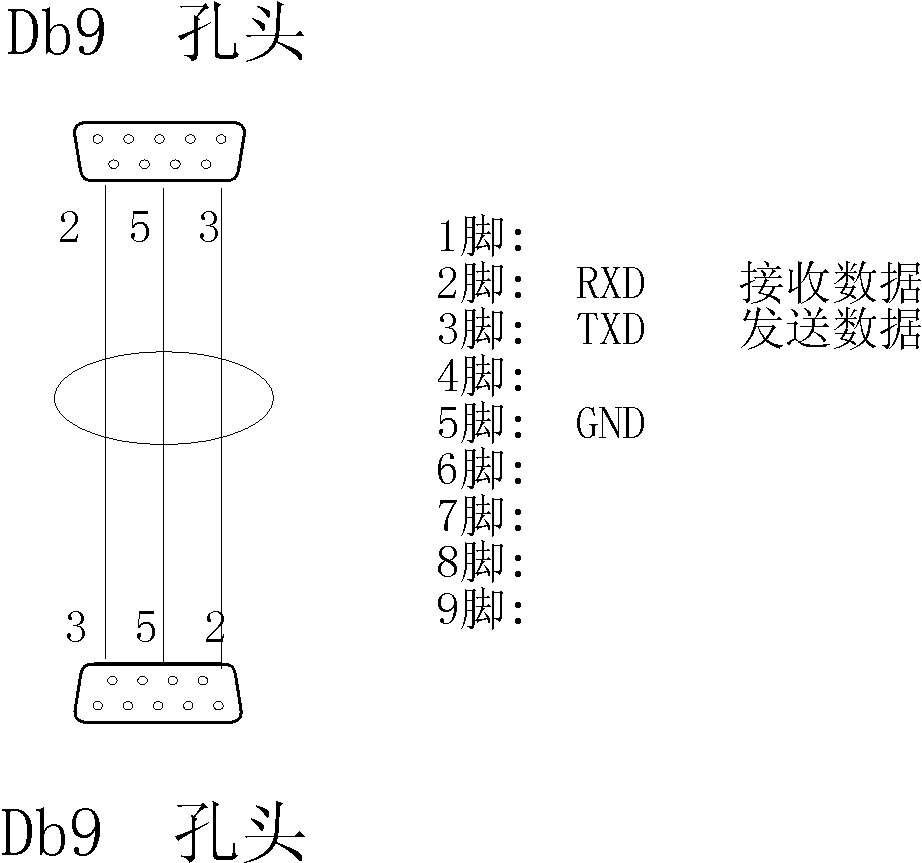 Db9 孔头
2 5 3
1脚:
2脚: RXD 接收数据
3脚: TXD 发送数据
4脚:
5脚: GND
6脚:
7脚:
8脚:
9脚:
3 5 2
Db9 孔头